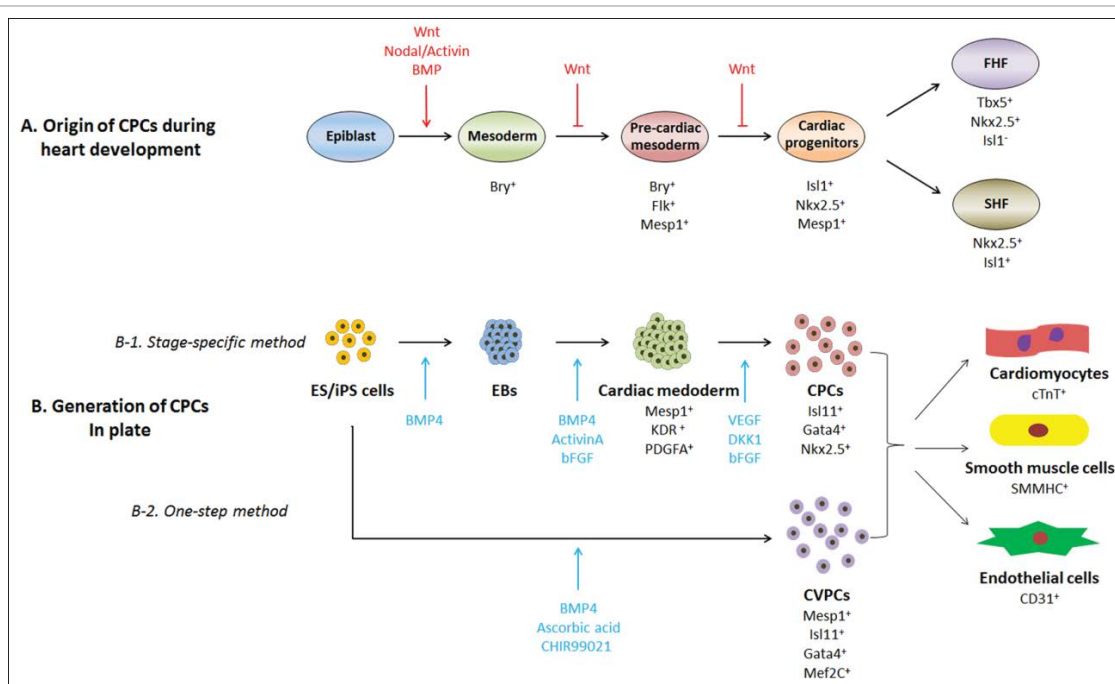 Wnt
Nodal/Activin
BMP
Wnt
Wnt
A. Origin of CPCs during
heart development
Epiblast
Mesoderm
Bry⁺
Pre-cardiac
mesoderm
Bry⁺
Flk⁺
Mesp1⁺
Cardiac
progenitors
Isl1⁺
Nkx2.5⁺
Mesp1⁺
FHF
Tbx5⁺
Nkx2.5⁺
Isl1⁻
SHF
Nkx2.5⁺
Isl1⁺
B-1. Stage-specific method
B. Generation of CPCs
In plate
ES/iPS cells
BMP4
EBs
BMP4
ActivinA
bFGF
Cardiac medoderm
Mesp1⁺
KDR ⁺
PDGFA⁺
VEGF
DKK1
bFGF
CPCs
Isl11⁺
Gata4⁺
Nkx2.5⁺
B-2. One-step method
BMP4
Ascorbic acid
CHIR99021
CVPCs
Mesp1⁺
Isl11⁺
Gata4⁺
Mef2C⁺
Cardiomyocytes
cTnT⁺
Smooth muscle cells
SMMHC⁺
Endothelial cells
CD31⁺